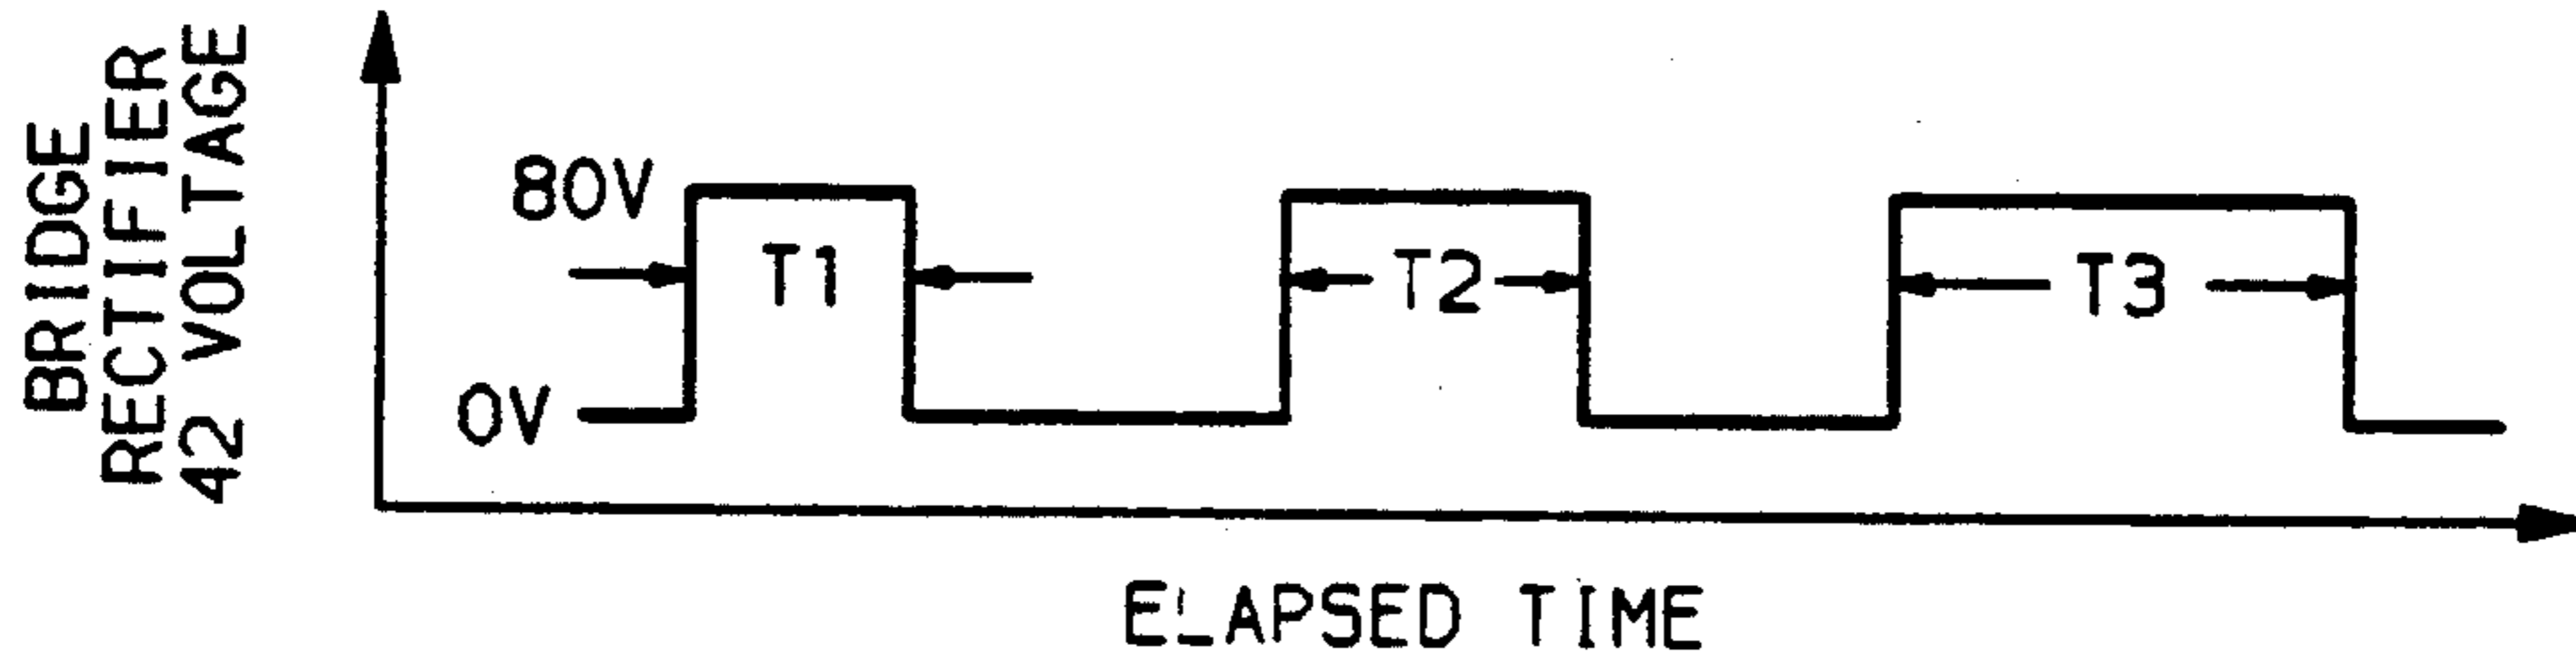 BRIDGE
RECTIFIER
42 VOLTAGE
80V
T1
T2
T3
0V
ELAPSED TIME